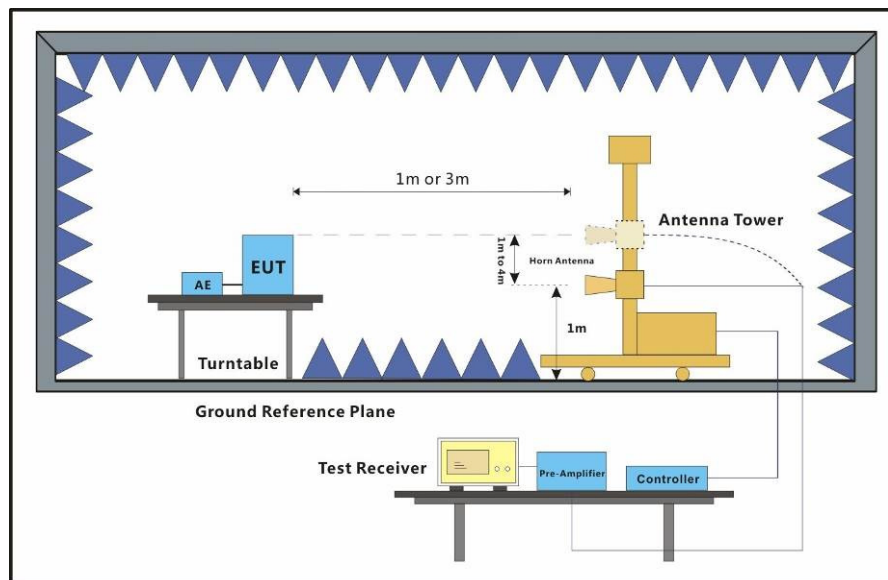 1m or 3m
Antenna Tower
1m to 4m
Horn Antenna
EUT
AE
1m
Turntable
Ground Reference Plane
Test Receiver
Pre-Amplifier
Controller